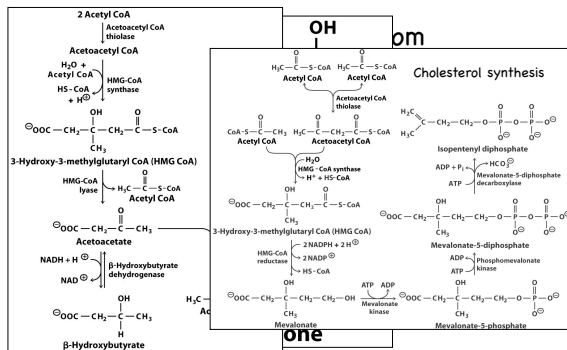 2 Acetyl CoA
Acetoacetyl CoA
thiolase
Acetoacetyl CoA
H₂O +
Acetyl CoA
HMG-CoA
synthase
HS-CoA
+ H⊕
⊖OOC—CH₂—C—CH₂—C—S-CoA
OH
O
CH₃
3-Hydroxy-3-methylglutaryl CoA (HMG CoA)
HMG-CoA
lyase
H₃C—C—S-CoA
O
Acetyl CoA
⊖OOC—CH₂—C—CH₃
O
Acetoacetate
NADH + H⊕
NAD⊕
β-Hydroxybutyrate
dehydrogenase
⊖OOC—CH₂—C—CH₃
OH
H
β-Hydroxybutyrate
OH
om
H₃C
Ac
one
Cholesterol synthesis
H₃C—C—S-CoA
O
Acetyl CoA
H₃C—C—S-CoA
O
Acetyl CoA
Acetoacetyl CoA
thiolase
CoA-S—C—CH₃
O
Acetyl CoA
H₃C—C—CH₂—C—S-CoA
O
O
Acetoacetyl CoA
H₂O
HMG-CoA synthase
H⁺ + HS-CoA
⊖OOC—CH₂—C—CH₂—C—S-CoA
OH
O
CH₃
3-Hydroxy-3-methylglutaryl CoA (HMG CoA)
HMG-CoA
reductase
2 NADPH + 2 H⊕
2 NADP⊕
HS-CoA
⊖OOC—CH₂—C—CH₂—CH₂—OH
OH
CH₃
Mevalonate
ATP
ADP
Mevalonate
kinase
⊖OOC—CH₂—C—CH₂—CH₂—O—P—O⊖
OH
CH₃
O
O⊖
Mevalonate-5-phosphate
ADP
ATP
Phosphomevalonate
kinase
⊖OOC—CH₂—C—CH₂—CH₂—O—P—O—P—O⊖
OH
CH₃
O
O
O⊖
O⊖
Mevalonate-5-diphosphate
ADP + Pᵢ
ATP
HCO₃⊖
Mevalonate-5-diphosphate
decarboxylase
H₂C
H₃C
C—CH₂—CH₂—O—P—O—P—O⊖
O
O
O⊖
O⊖
Isopentenyl diphosphate